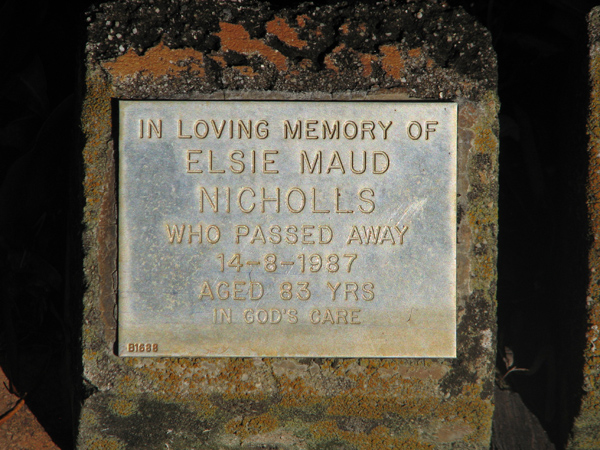 IN LOVING MEMORY OF
ELSIE MAUD
NICHOLLS
WHO PASSED AWAY
14-8-1987
AGED 83 YRS
IN GOD'S CARE
B1638